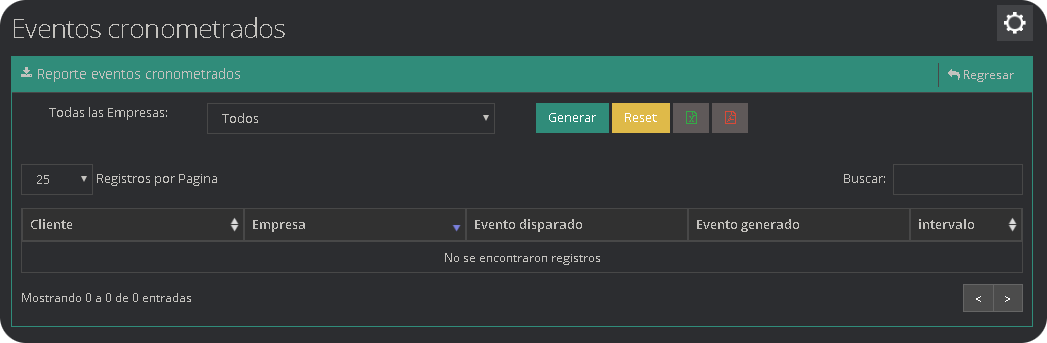 Eventos cronometrados
Reporte eventos cronometrados
Regresar
Todas las Empresas:
Todos
Generar
Reset
25
Registros por Pagina
Buscar:
Cliente
Empresa
Evento disparado
Evento generado
intervalo
No se encontraron registros
Mostrando 0 a 0 de 0 entradas
<
>